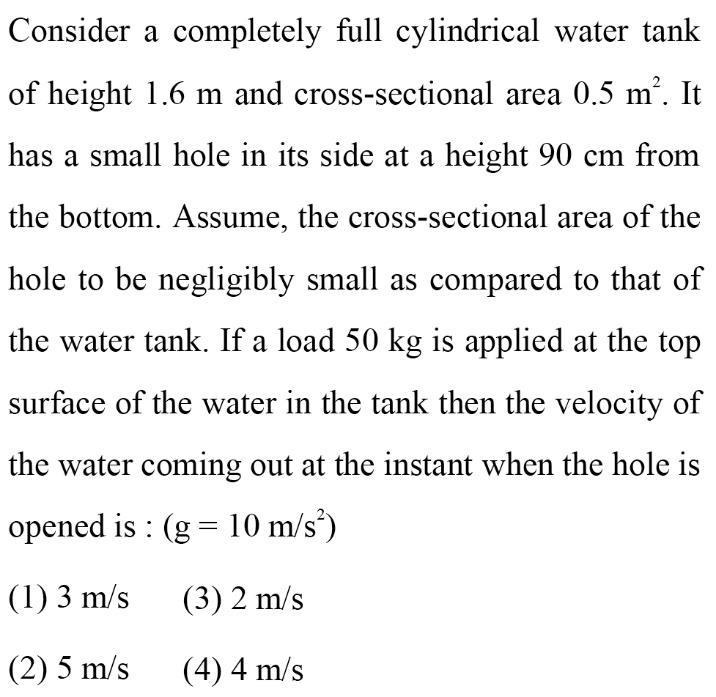 Consider a completely full cylindrical water tank
of height 1.6 m and cross-sectional area 0.5 m². It
has a small hole in its side at a height 90 cm from
the bottom. Assume, the cross-sectional area of the
hole to be negligibly small as compared to that of
the water tank. If a load 50 kg is applied at the top
surface of the water in the tank then the velocity of
the water coming out at the instant when the hole is
opened is : (g = 10 m/s²)
(1) 3 m/s (3) 2 m/s
(2) 5 m/s (4) 4 m/s